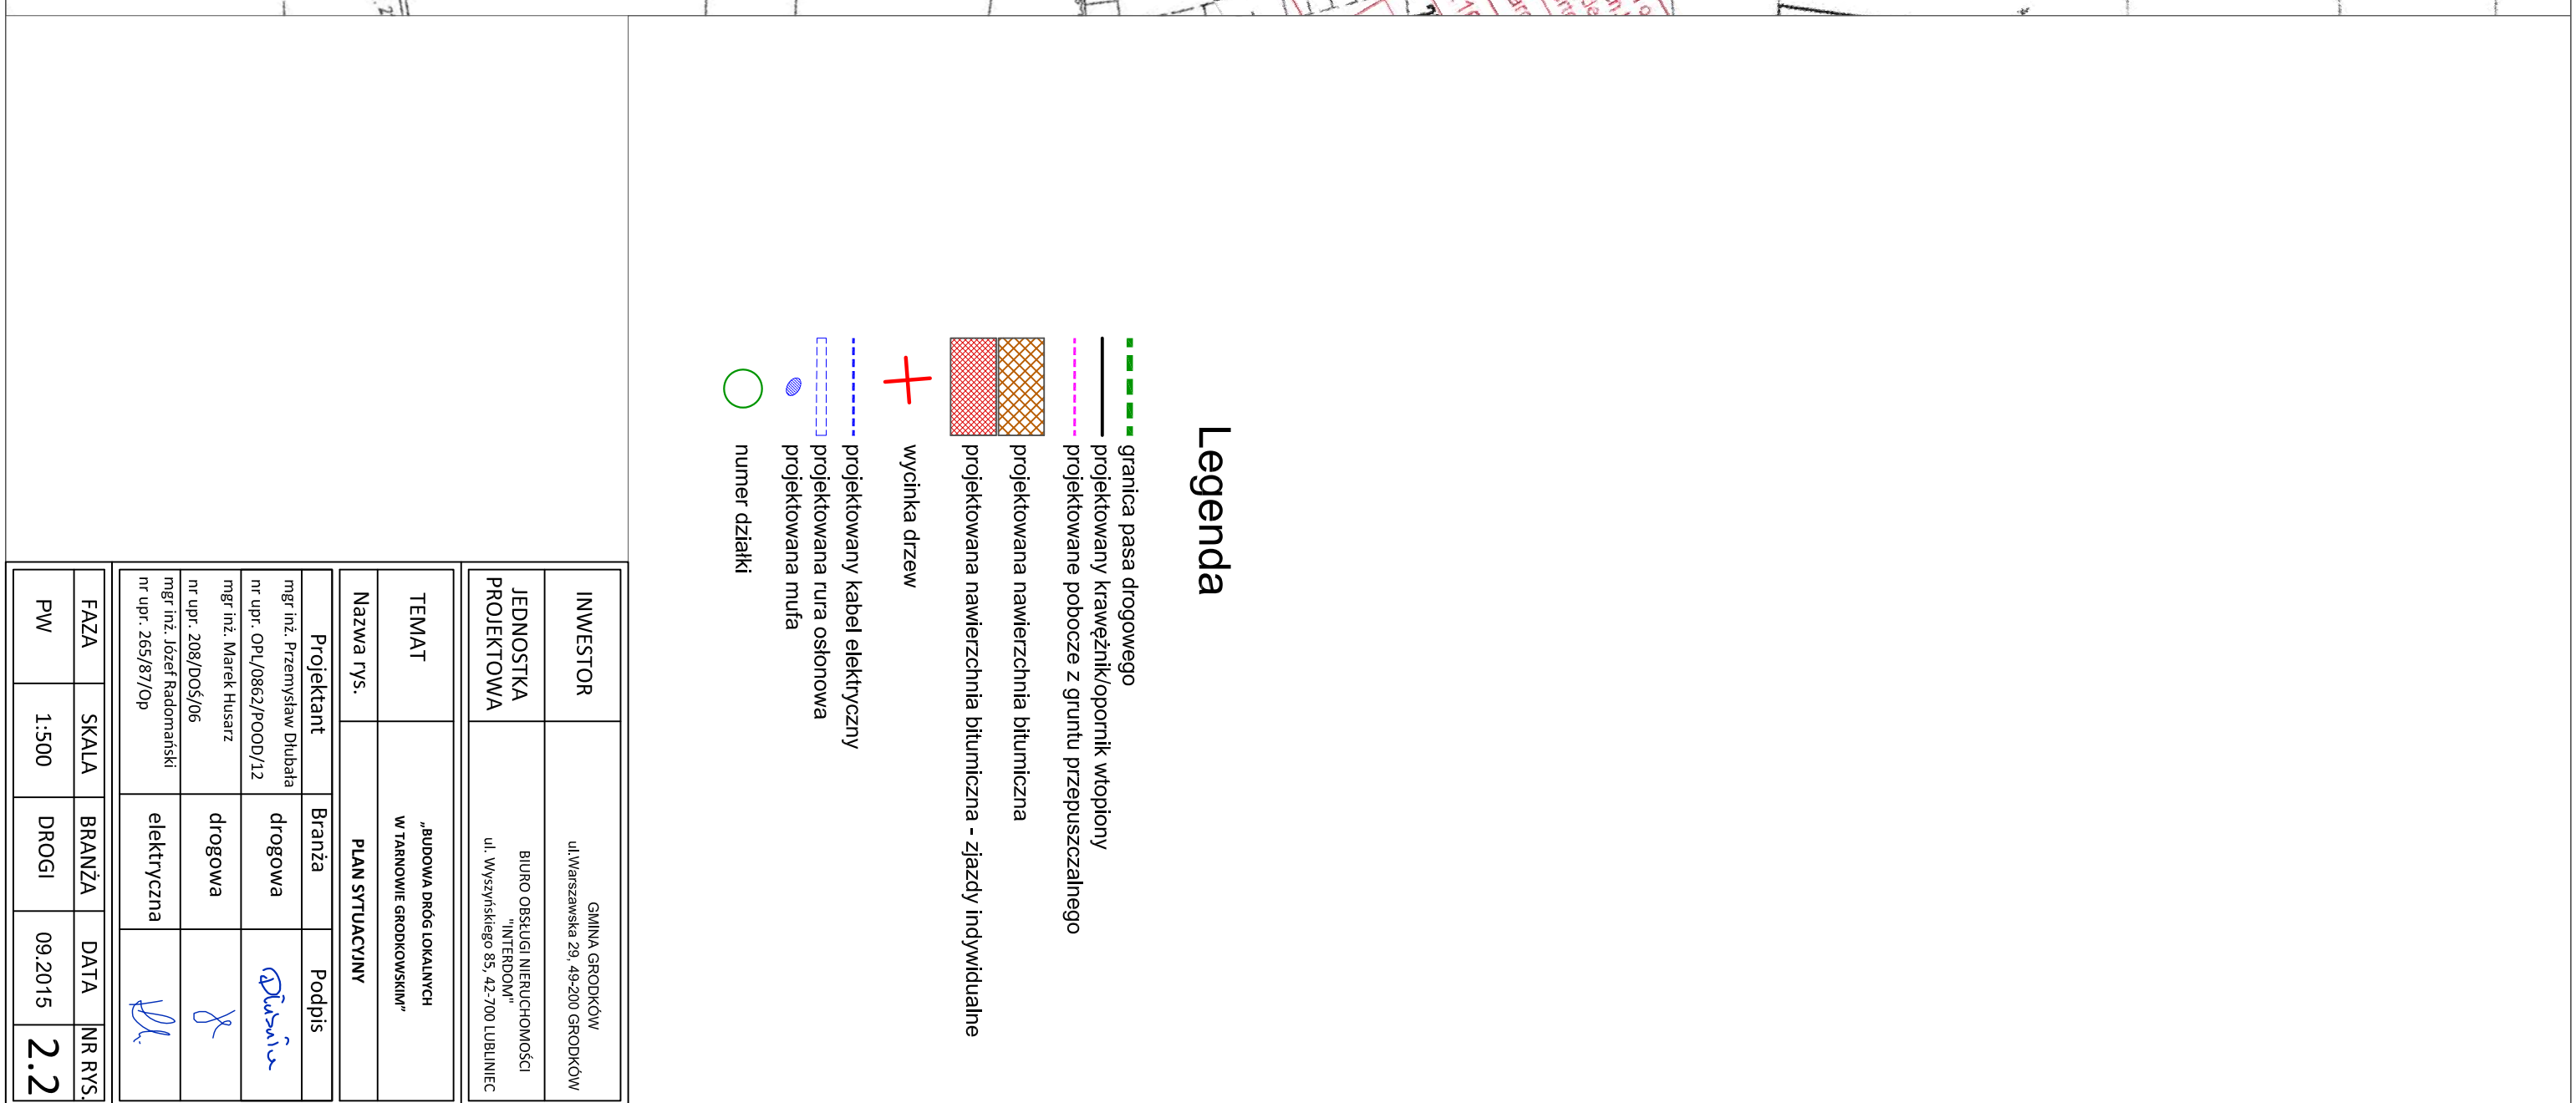 Legenda
granica pasa drogowego
projektowany krawężnik/opornik wtopiony
projektowane pobocze z gruntu przepuszczalnego
projektowana nawierzchnia bitumiczna
projektowana nawierzchnia bitumiczna - zjazdy indywidualne
wycinka drzew
projektowany kabel elektryczny
projektowana rura osłonowa
projektowana mufa
numer działki
INWESTOR
GMINA GRODKÓW
ul.Warszawska 29, 49-200 GRODKÓW
JEDNOSTKA
PROJEKTOWA
BIURO OBSŁUGI NIERUCHOMOŚCI
"INTERDOM"
ul. Wyszyńskiego 85, 42-700 LUBLINIEC
TEMAT
„BUDOWA DRÓG LOKALNYCH
W TARNOWIE GRODKOWSKIM”
Nazwa rys.
PLAN SYTUACYJNY
Projektant Branża Podpis
mgr inż. Przemysław Dłubała
nr upr. OPL/0862/POOD/12
drogowa
mgr inż. Marek Husarz
nr upr. 208/DOŚ/06
drogowa
mgr inż. Józef Radomański
nr upr. 265/87/Op
elektryczna
FAZA SKALA BRANŻA DATA NR RYS.
PW 1:500 DROGI 09.2015 2.2